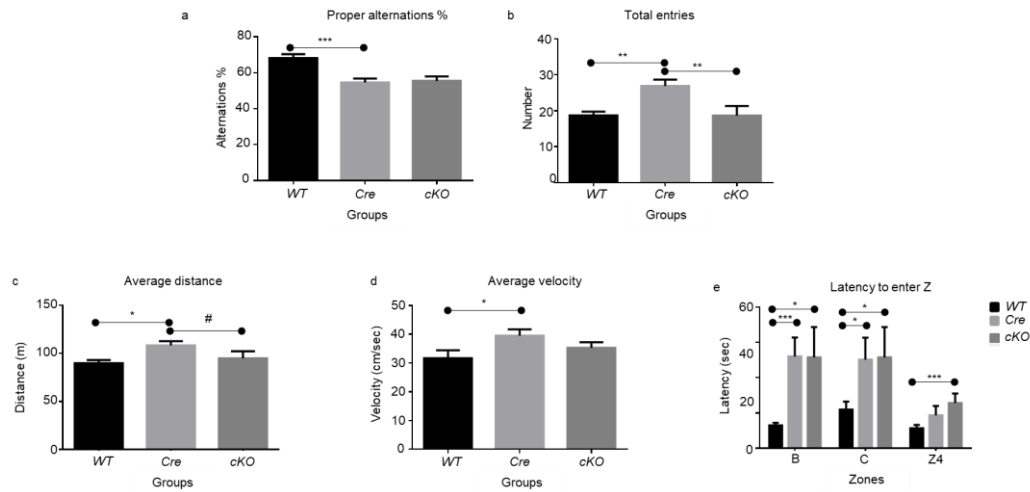 a
Proper alternations %
Alternations %
80
60
40
20
0
***
WT
Cre
cKO
Groups
b
Total entries
Number
40
30
20
10
0
**
**
WT
Cre
cKO
Groups
c
Average distance
Distance (m)
150
100
50
0
*
#
WT
Cre
cKO
Groups
d
Average velocity
Velocity (cm/sec)
50
40
30
20
10
0
*
WT
Cre
cKO
Groups
e
Latency to enter Z
Latency (sec)
60
40
20
0
*
***
*
*
***
B
C
Z4
Zones
WT
Cre
cKO